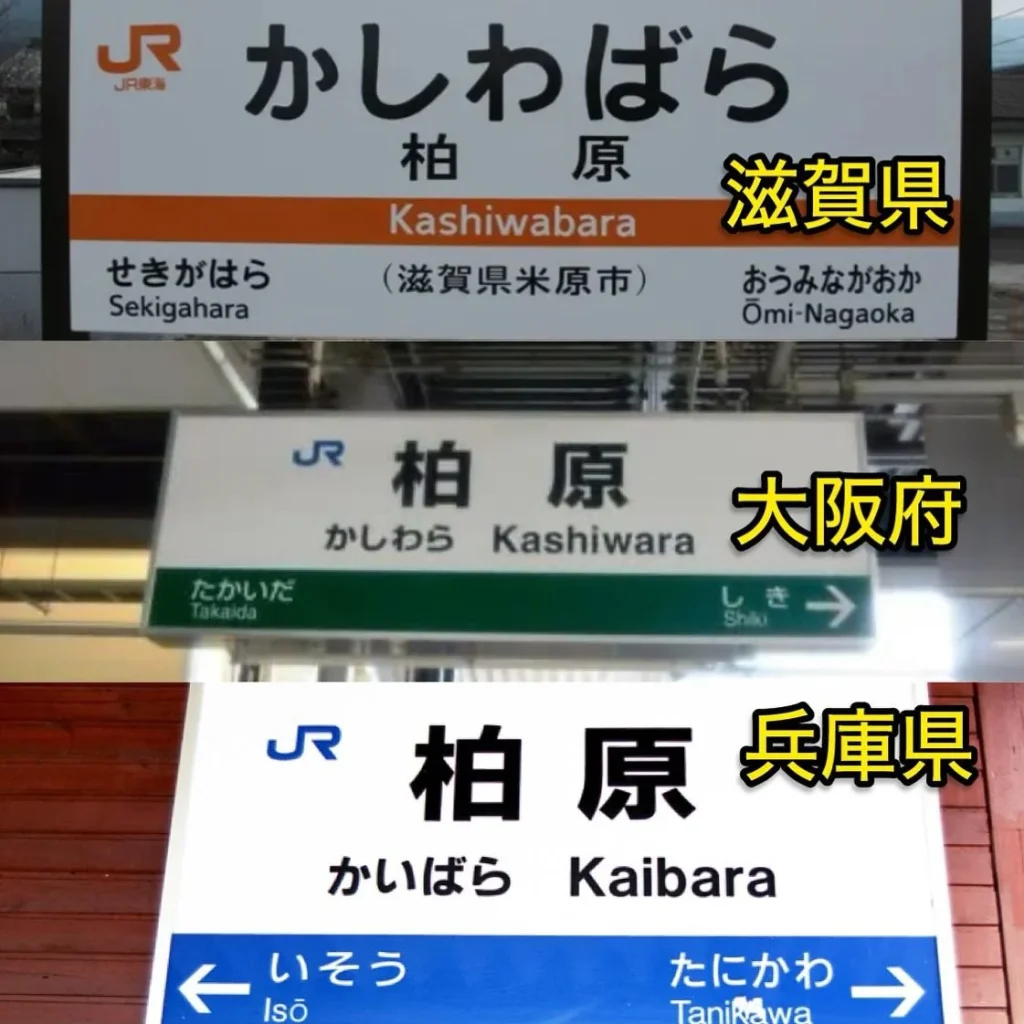 JR
JR東海
かしわばら
柏原
滋賀県
Kashiwabara
せきがはら (滋賀県米原市) おうみながおか
Sekigahara Ōmi-Nagaoka
JR 柏原
かしわら Kashiwara
大阪府
たかいだ しき
Takaida Shiki
JR 柏原
兵庫県
かいばら Kaibara
いそう たにかわ
Isō Tanikawa